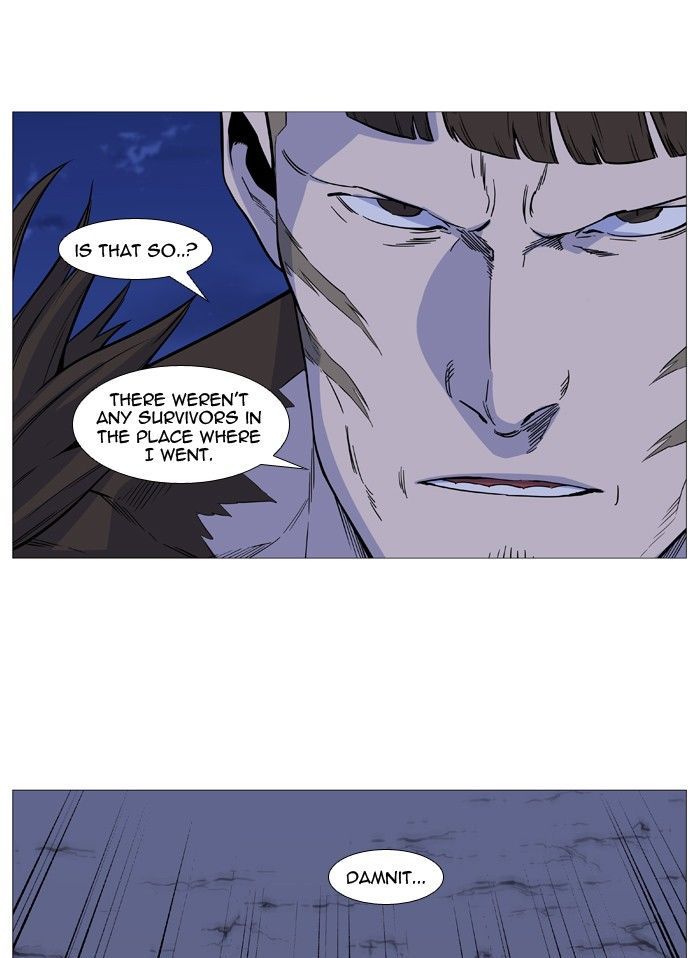 IS THAT SO..?
THERE WEREN'T
ANY SURVIVORS IN
THE PLACE WHERE
I WENT.
DAMNIT...